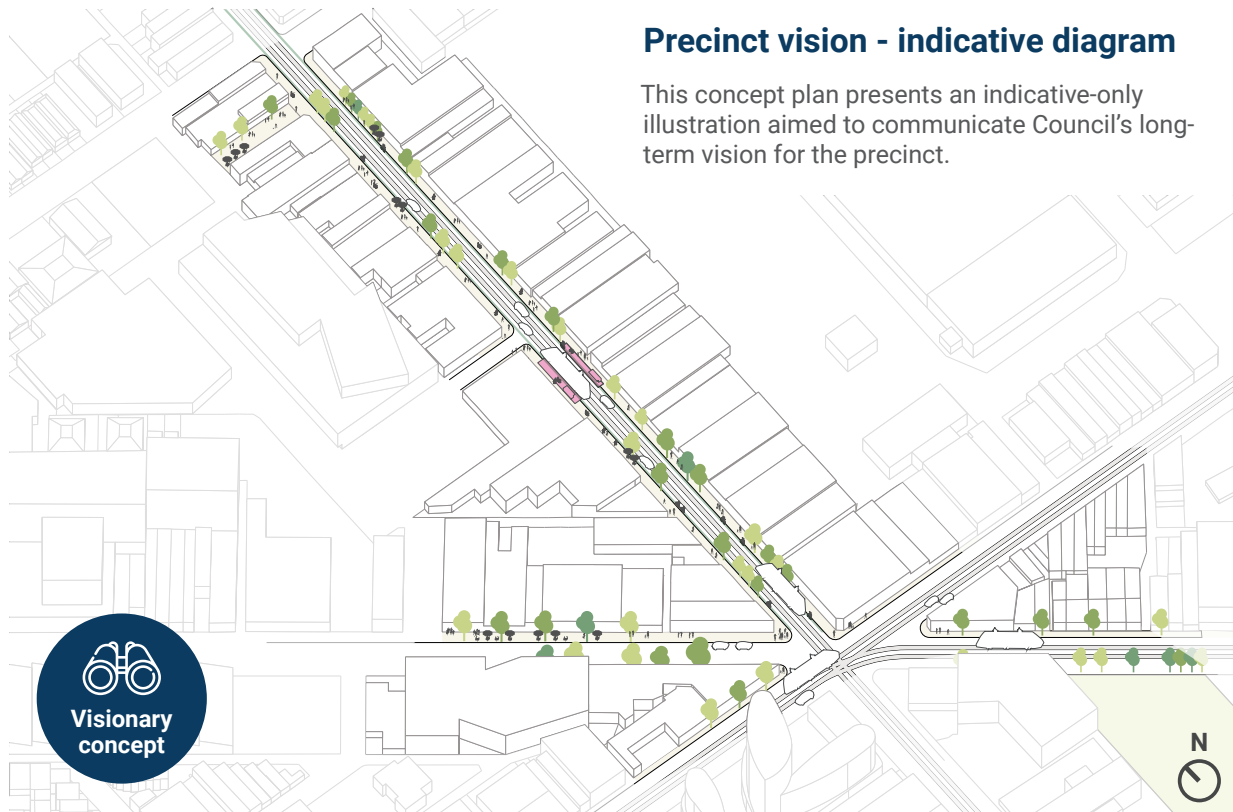 Precinct vision - indicative diagram
This concept plan presents an indicative-only
illustration aimed to communicate Council’s long-
term vision for the precinct.
Visionary
concept
N